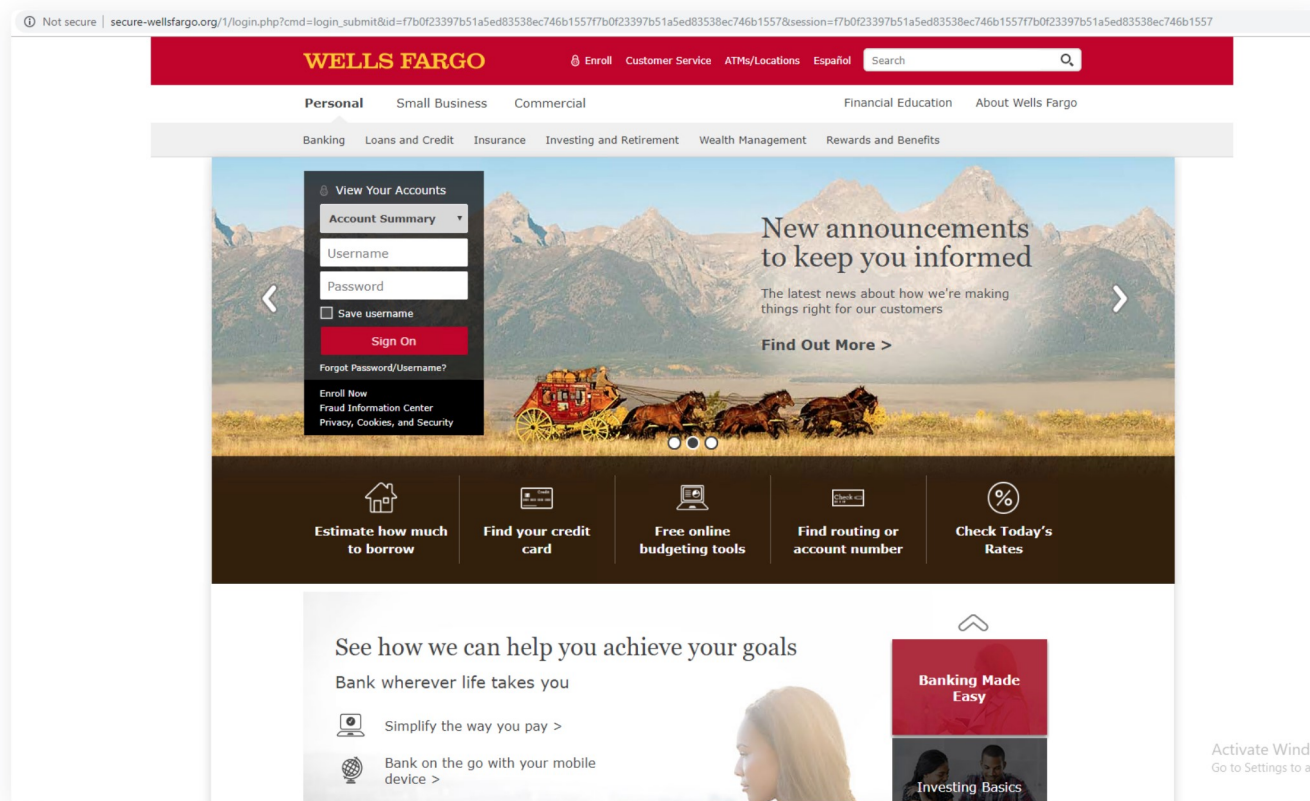 Not secure | secure-wellsfargo.org/1/login.php?cmd=login_submit&id=f7b0f23397b51a5ed83538ec746b1557f7b0f23397b51a5ed83538ec746b1557&session=f7b0f23397b51a5ed83538ec746b1557f7b0f23397b51a5ed83538ec746b1557
WELLS FARGO
Enroll Customer Service ATMs/Locations Español Search
Personal Small Business Commercial Financial Education About Wells Fargo
Banking Loans and Credit Insurance Investing and Retirement Wealth Management Rewards and Benefits
View Your Accounts
Account Summary
Username
Password
Save username
Sign On
Forgot Password/Username?
Enroll Now
Fraud Information Center
Privacy, Cookies, and Security
New announcements
to keep you informed
The latest news about how we're making
things right for our customers
Find Out More >
Estimate how much
to borrow
Find your credit
card
Free online
budgeting tools
Find routing or
account number
Check Today's
Rates
See how we can help you achieve your goals
Bank wherever life takes you
Simplify the way you pay >
Bank on the go with your mobile
device >
Banking Made
Easy
Investing Basics
Activate Wind
Go to Settings to a